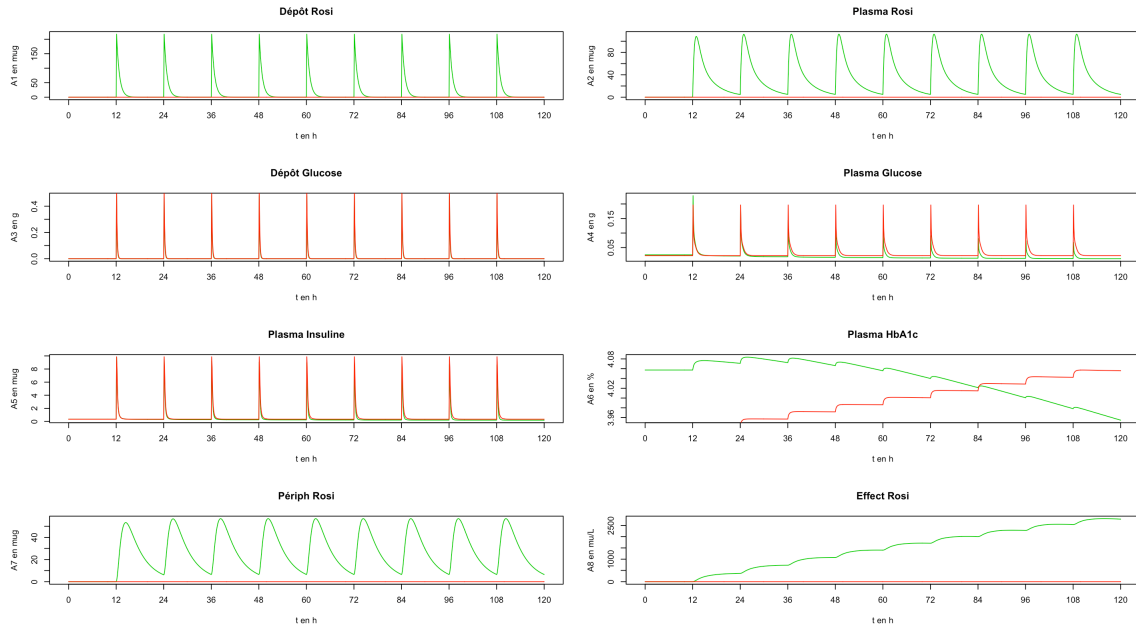 Dépôt Rosi
A1 en mug
0 50 150
0 12 24 36 48 60 72 84 96 108 120
t en h
Plasma Rosi
A2 en mug
0 40 80
0 12 24 36 48 60 72 84 96 108 120
t en h
Dépôt Glucose
A3 en g
0.0 0.2 0.4
0 12 24 36 48 60 72 84 96 108 120
t en h
Plasma Glucose
A4 en g
0.05 0.15
0 12 24 36 48 60 72 84 96 108 120
t en h
Plasma Insuline
A5 en mug
0 2 4 6 8
0 12 24 36 48 60 72 84 96 108 120
t en h
Plasma HbA1c
A6 en %
3.96 4.02 4.08
0 12 24 36 48 60 72 84 96 108 120
t en h
Périph Rosi
A7 en mug
0 20 40
0 12 24 36 48 60 72 84 96 108 120
t en h
Effect Rosi
A8 en mu/L
0 1000 2500
0 12 24 36 48 60 72 84 96 108 120
t en h